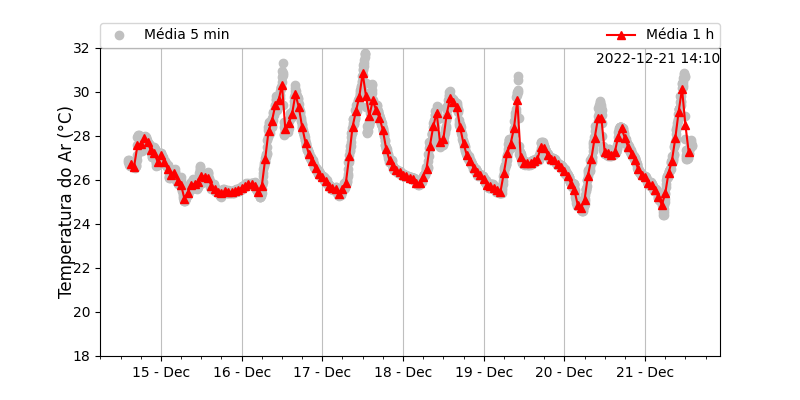 Média 5 min
Média 1 h
2022-12-21 14:10
Temperatura do Ar (°C)
32
30
28
26
24
22
20
18
15 - Dec
16 - Dec
17 - Dec
18 - Dec
19 - Dec
20 - Dec
21 - Dec